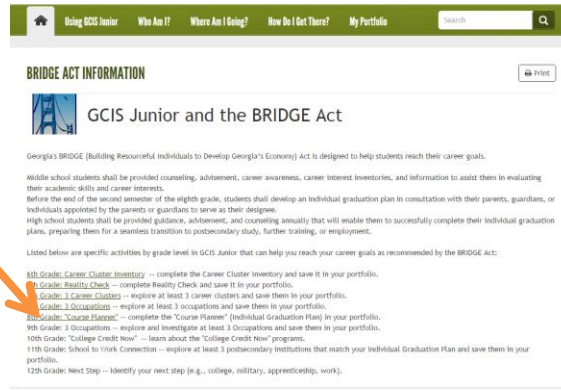 Using GCIS Junior Who Am I? Where Am I Going? How Do I Get There? My Portfolio Search
BRIDGE ACT INFORMATION
Print
GCIS Junior and the BRIDGE Act
Georgia's BRIDGE (Building Resourceful Individuals to Develop Georgia's Economy) Act is designed to help students reach their career goals.
Middle school students shall be provided counseling, advisement, career awareness, career interest inventories, and information to assist them in evaluating
their academic skills and career interests.
Before the end of the second semester of the eighth grade, students shall develop an individual graduation plan in consultation with their parents, guardians, or
individuals appointed by the parents or guardians to serve as their designee.
High school students shall be provided guidance, advisement, and counseling annually that will enable them to successfully complete their individual graduation
plans, preparing them for a seamless transition to postsecondary study, further training, or employment.
Listed below are specific activities by grade level in GCIS Junior that can help you reach your career goals as recommended by the BRIDGE Act:
6th Grade: Career Cluster Inventory -- complete the Career Cluster Inventory and save it in your portfolio.
Grade: Reality Check -- complete Reality Check and save it in your portfolio.
Grade: 3 Career Clusters -- explore at least 3 career clusters and save them in your portfolio.
Grade: 3 Occupations -- explore at least 3 occupations and save them in your portfolio.
8th Grade: "Course Planner" -- complete the "Course Planner" (Individual Graduation Plan) in your portfolio.
9th Grade: 3 Occupations -- explore and investigate at least 3 Occupations and save them in your portfolio.
10th Grade: "College Credit Now" -- learn about the "College Credit Now" programs.
11th Grade: School to Work Connection -- explore at least 3 postsecondary institutions that match your Individual Graduation Plan and save them in your
portfolio.
12th Grade: Next Step -- identify your next step (e.g., college, military, apprenticeship, work).